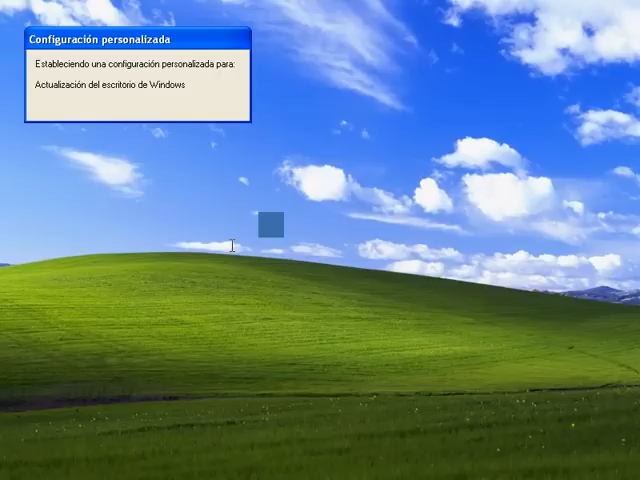 Configuración personalizada
Estableciendo una configuración personalizada para:
Actualización del escritorio de Windows